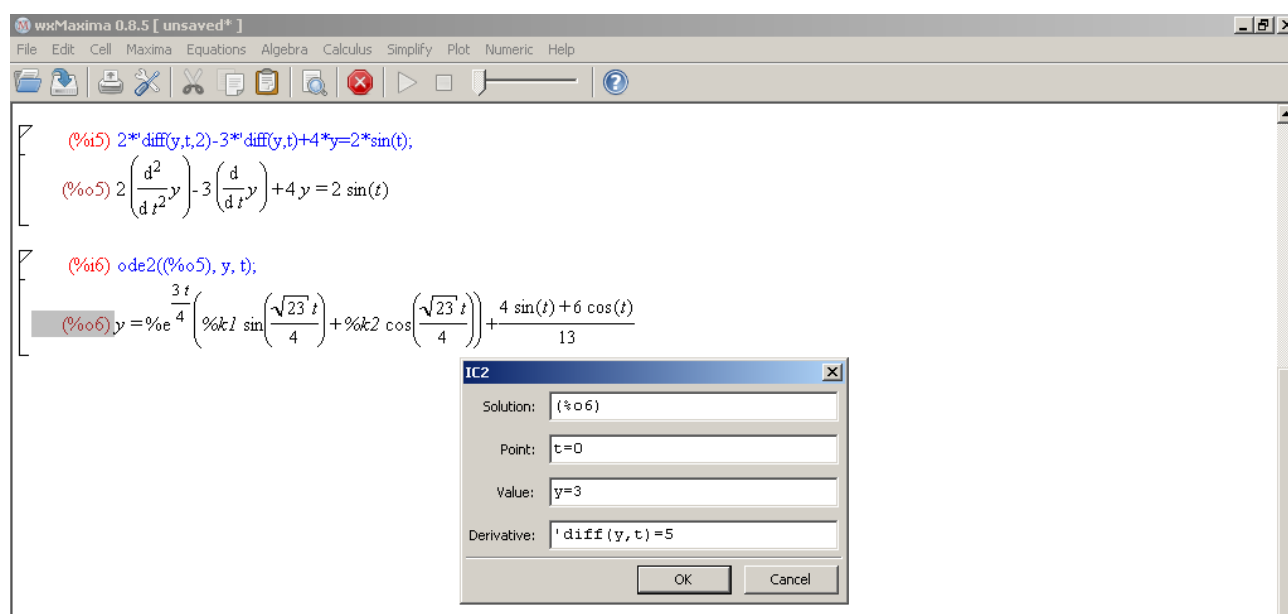 wxMaxima 0.8.5 [ unsaved* ]
File Edit Cell Maxima Equations Algebra Calculus Simplify Plot Numeric Help
(%i5) 2*'diff(y,t,2)-3*'diff(y,t)+4*y=2*sin(t);
(%o5) 2(d²/dt² y)-3(d/dt y)+4 y=2 sin(t)
(%i6) ode2((%o5), y, t);
(%o6) y=%e^(3 t/4) (%k1 sin(√23 t/4)+%k2 cos(√23 t/4))+(4 sin(t)+6 cos(t))/13
IC2
Solution: (%o6)
Point: t=0
Value: y=3
Derivative: 'diff(y,t)=5
OK Cancel